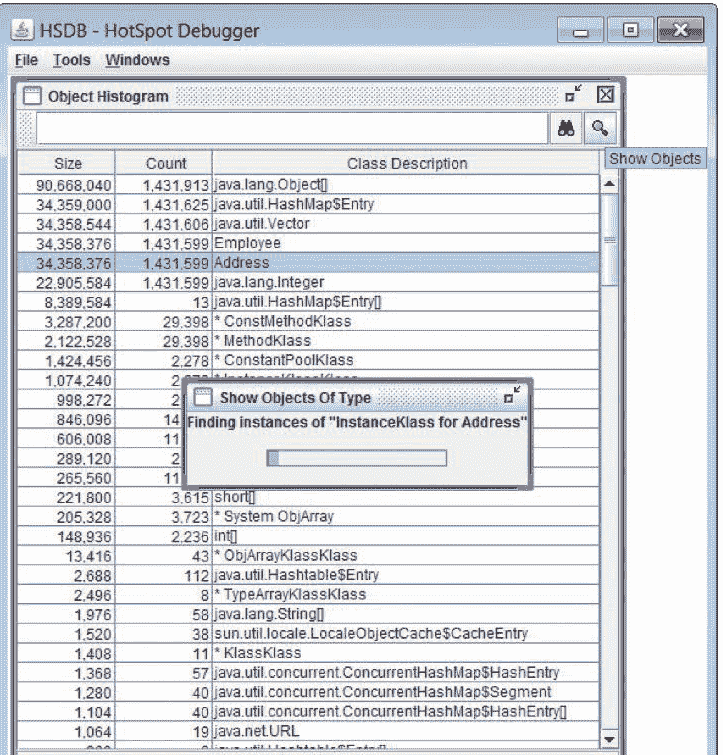 HSDB - HotSpot Debugger
File Tools Windows
Object Histogram
Show Objects
Size Count Class Description
90,668,040 1,431,913 java.lang.Object[]
34,359,000 1,431,625 java.util.HashMap$Entry
34,358,544 1,431,606 java.util.Vector
34,358,376 1,431,599 Employee
34,358,376 1,431,599 Address
22,905,584 1,431,599 java.lang.Integer
8,389,584 13 java.util.HashMap$Entry[]
3,287,200 29,398 * ConstMethodKlass
2,122,528 29,398 * MethodKlass
1,424,456 2,278 * ConstantPoolKlass
1,074,240
998,272
846,096
606,008
289,120
265,560
Show Objects Of Type
Finding instances of "InstanceKlass for Address"
221,800 3,615 short[]
205,328 3,723 * System ObjArray
148,936 2,236 int[]
13,416 43 * ObjArrayKlassKlass
2,688 112 java.util.Hashtable$Entry
2,496 8 * TypeArrayKlassKlass
1,976 58 java.lang.String[]
1,520 38 sun.util.locale.LocaleObjectCache$CacheEntry
1,408 11 * KlassKlass
1,368 57 java.util.concurrent.ConcurrentHashMap$HashEntry
1,280 40 java.util.concurrent.ConcurrentHashMap$Segment
1,104 40 java.util.concurrent.ConcurrentHashMap$HashEntry[]
1,064 19 java.net.URL